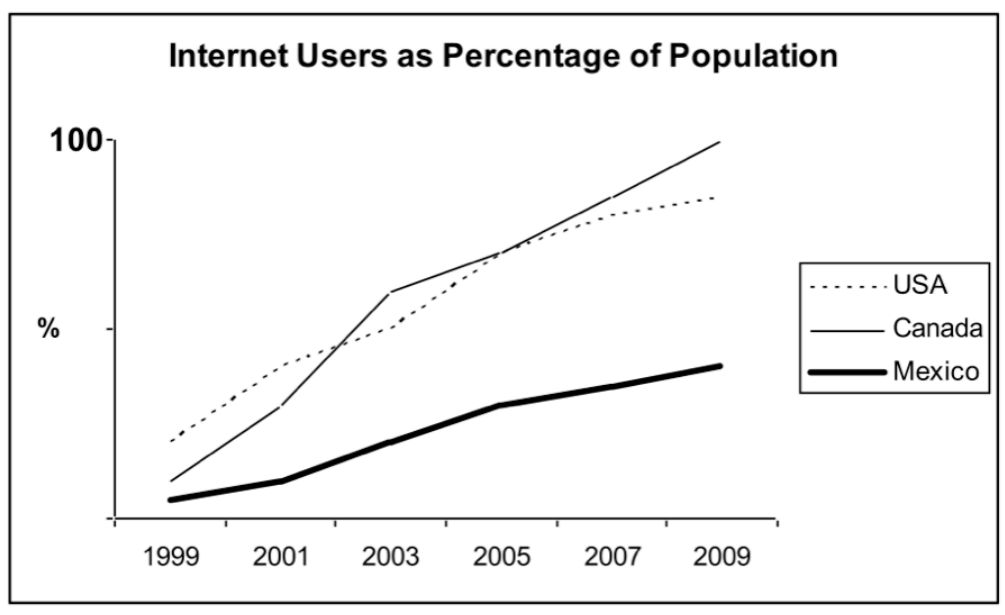 Internet Users as Percentage of Population
100
%
USA
Canada
Mexico
1999 2001 2003 2005 2007 2009